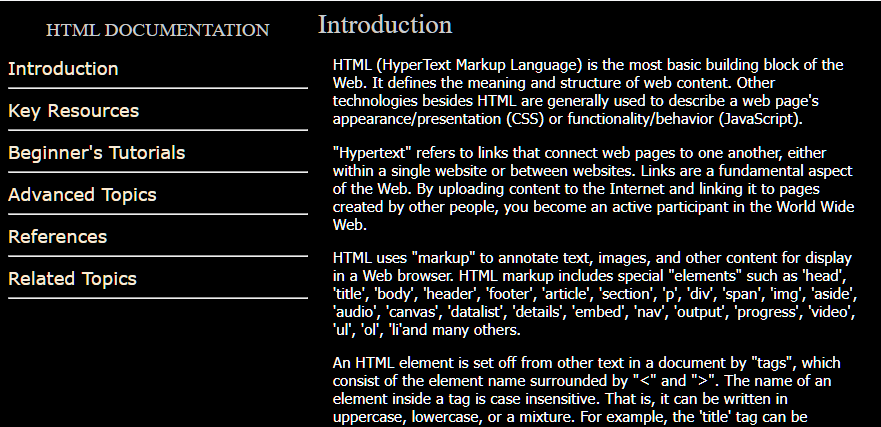 HTML DOCUMENTATION
Introduction
Key Resources
Beginner's Tutorials
Advanced Topics
References
Related Topics
Introduction
HTML (HyperText Markup Language) is the most basic building block of the
Web. It defines the meaning and structure of web content. Other
technologies besides HTML are generally used to describe a web page's
appearance/presentation (CSS) or functionality/behavior (JavaScript).
"Hypertext" refers to links that connect web pages to one another, either
within a single website or between websites. Links are a fundamental aspect
of the Web. By uploading content to the Internet and linking it to pages
created by other people, you become an active participant in the World Wide
Web.
HTML uses "markup" to annotate text, images, and other content for display
in a Web browser. HTML markup includes special "elements" such as 'head',
'title', 'body', 'header', 'footer', 'article', 'section', 'p', 'div', 'span', 'img', 'aside',
'audio', 'canvas', 'datalist', 'details', 'embed', 'nav', 'output', 'progress', 'video',
'ul', 'ol', 'li'and many others.
An HTML element is set off from other text in a document by "tags", which
consist of the element name surrounded by "<" and ">". The name of an
element inside a tag is case insensitive. That is, it can be written in
uppercase, lowercase, or a mixture. For example, the 'title' tag can be